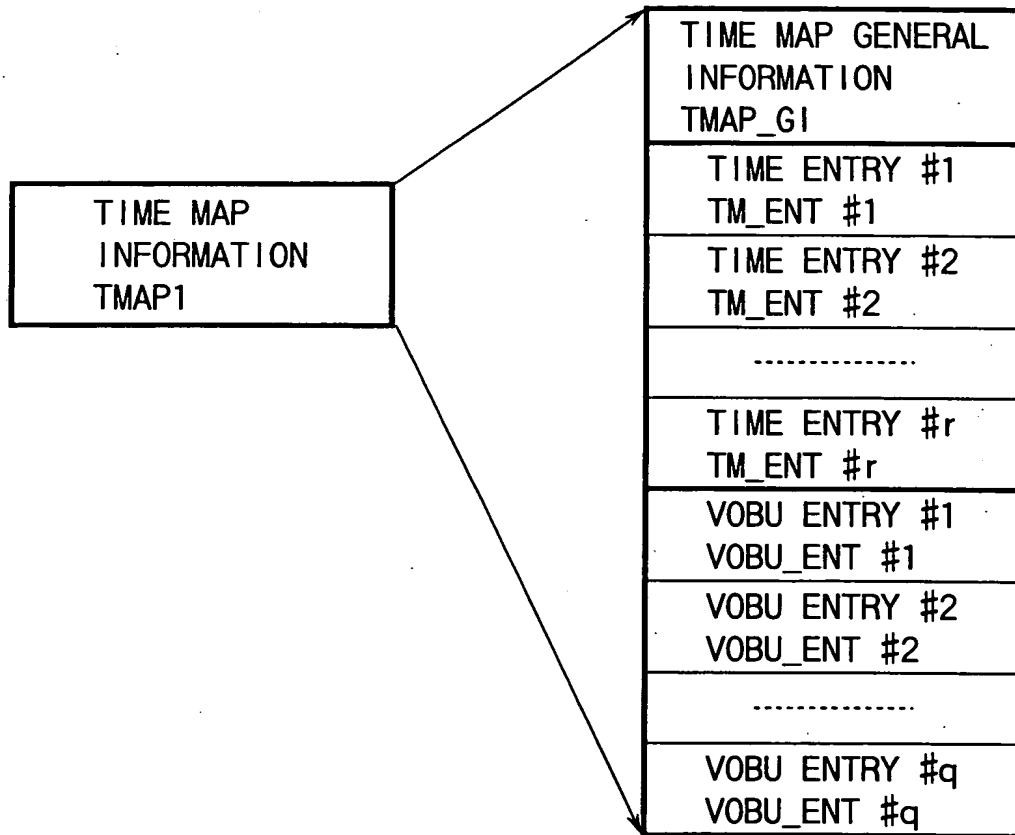 TIME MAP
INFORMATION
TMAP1
TIME MAP GENERAL
INFORMATION
TMAP_GI
TIME ENTRY #1
TM_ENT #1
TIME ENTRY #2
TM_ENT #2
TIME ENTRY #r
TM_ENT #r
VOBU ENTRY #1
VOBU_ENT #1
VOBU ENTRY #2
VOBU_ENT #2
VOBU ENTRY #q
VOBU_ENT #q